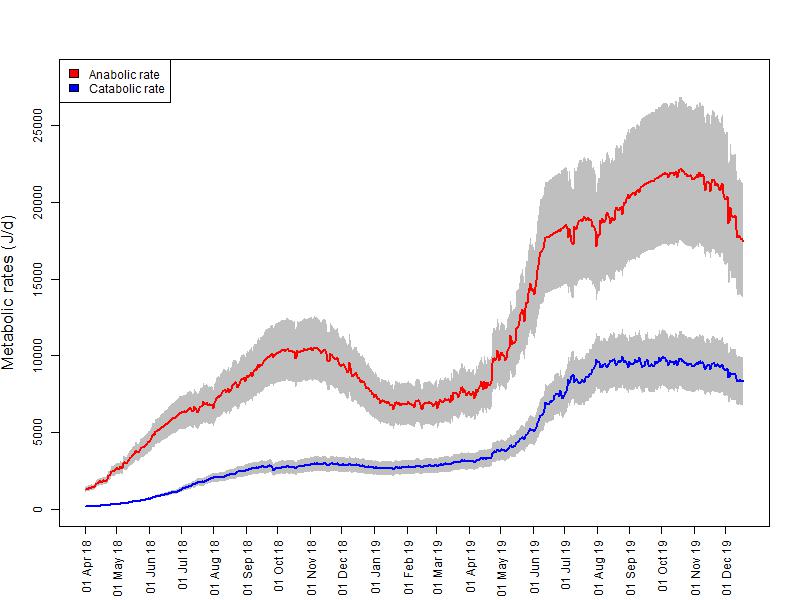 Anabolic rate
Catabolic rate
Metabolic rates (J/d)
25000
20000
15000
10000
5000
0
01 Apr 18
01 May 18
01 Jun 18
01 Jul 18
01 Aug 18
01 Sep 18
01 Oct 18
01 Nov 18
01 Dec 18
01 Jan 19
01 Feb 19
01 Mar 19
01 Apr 19
01 May 19
01 Jun 19
01 Jul 19
01 Aug 19
01 Sep 19
01 Oct 19
01 Nov 19
01 Dec 19